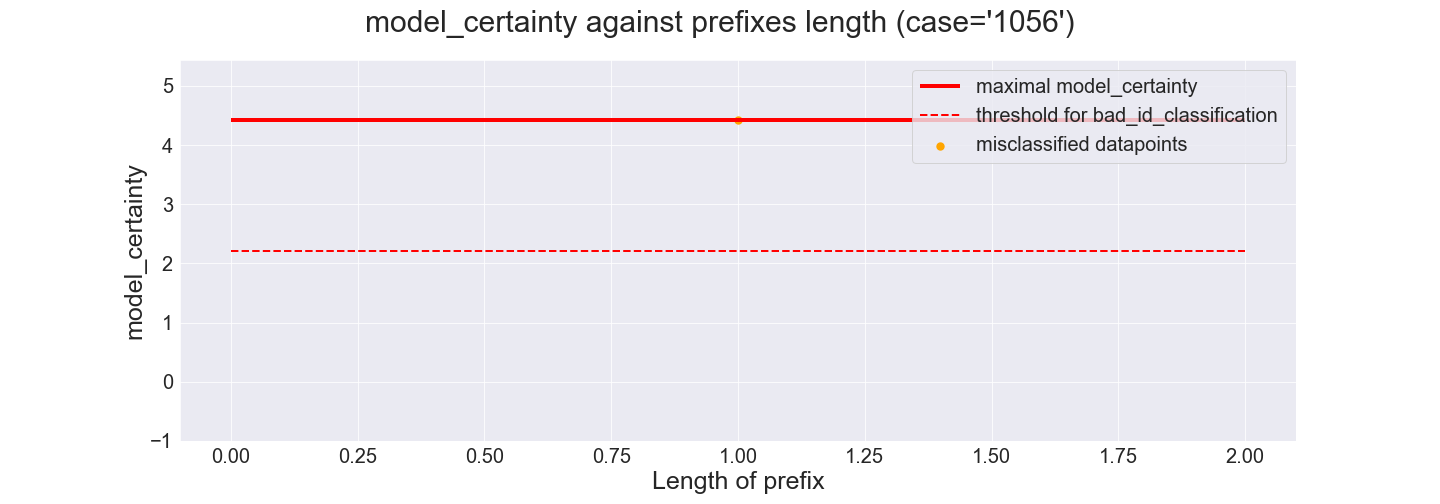 model_certainty against prefixes length (case='1056')
maximal model_certainty
threshold for bad_id_classification
misclassified datapoints
model_certainty
5
4
3
2
1
0
−1
0.00 0.25 0.50 0.75 1.00 1.25 1.50 1.75 2.00
Length of prefix